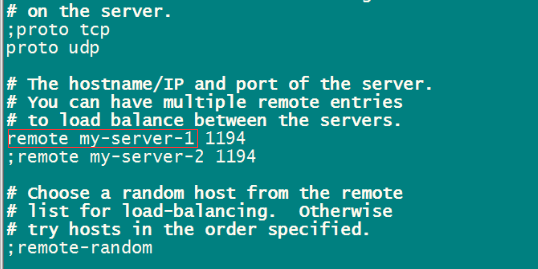 # on the server.
;proto tcp
proto udp
# The hostname/IP and port of the server.
# You can have multiple remote entries
# to load balance between the servers.
remote my-server-1 1194
;remote my-server-2 1194
# Choose a random host from the remote
# list for load-balancing.  Otherwise
# try hosts in the order specified.
;remote-random